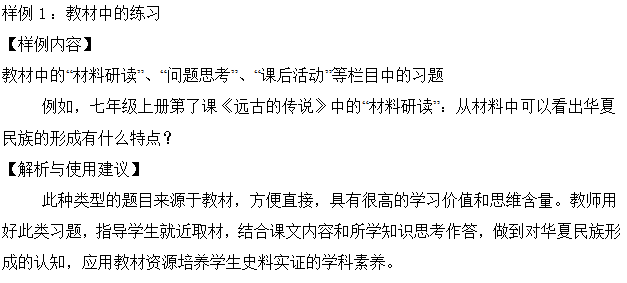 样例1：教材中的练习
【样例内容】
教材中的“材料研读”、“问题思考”、“课后活动”等栏目中的习题
例如，七年级上册第了课《远古的传说》中的“材料研读”：从材料中可以看出华夏
民族的形成有什么特点？
【解析与使用建议】
此种类型的题目来源于教材，方便直接，具有很高的学习价值和思维含量。教师用
好此类习题，指导学生就近取材，结合课文内容和所学知识思考作答，做到对华夏民族形
成的认知，应用教材资源培养学生史料实证的学科素养。